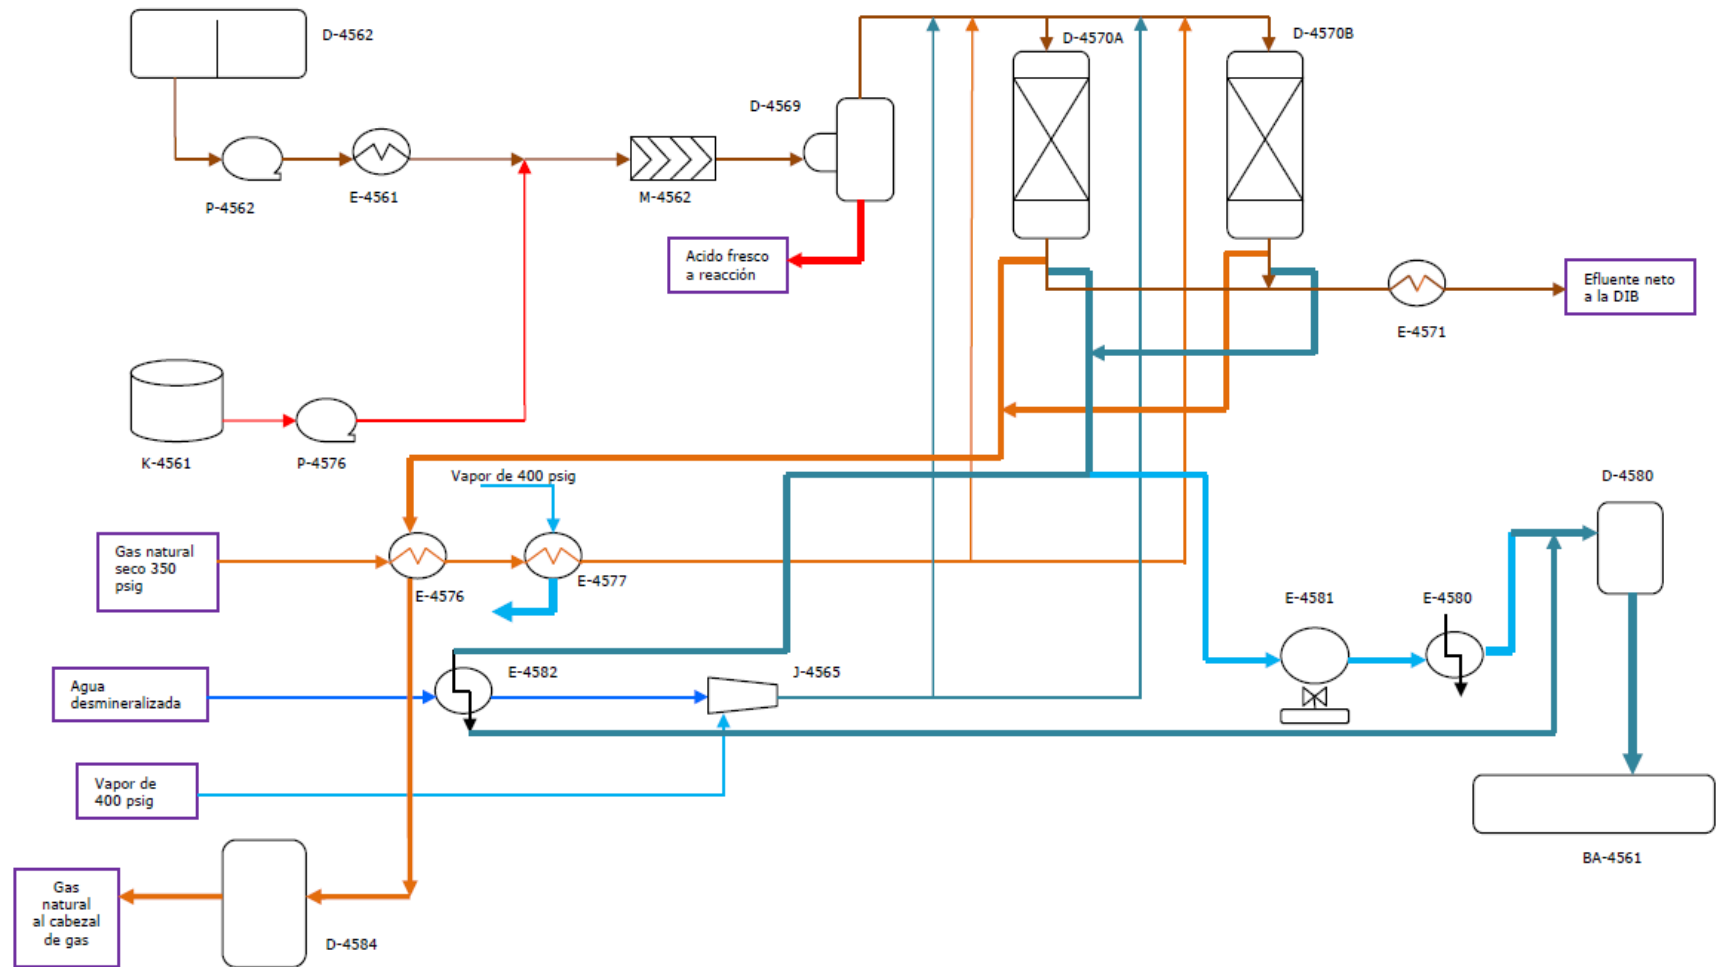 D-4562
D-4570A
D-4570B
D-4569
P-4562
E-4561
M-4562
Acido fresco
a reacción
Efluente neto
a la DIB
E-4571
K-4561
P-4576
Vapor de 400 psig
D-4580
Gas natural
seco 350
psig
E-4576
E-4577
E-4581
E-4580
Agua
desmineralizada
E-4582
J-4565
Vapor de
400 psig
BA-4561
Gas
natural
al cabezal
de gas
D-4584